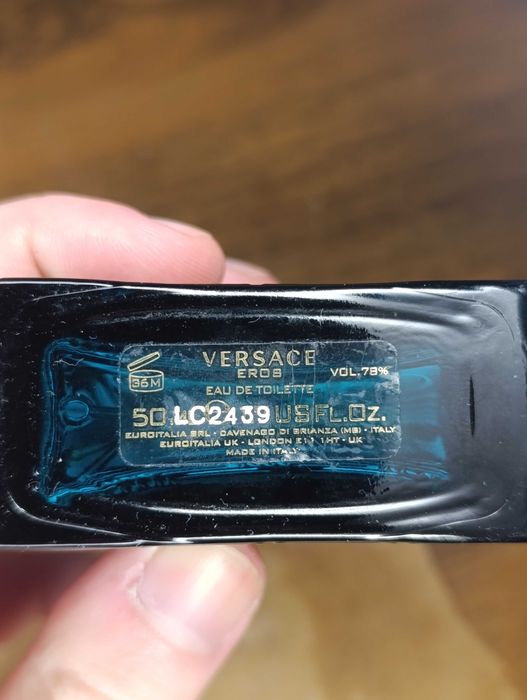 VERSACE
EROS
36M
VOL.78%
EAU DE TOILETTE
50 LC2439 US FL.Oz.
EUROITALIA SRL - CAVENAGO DI BRIANZA (MB) - ITALY
EUROITALIA UK - LONDON E11 1HT - UK
MADE IN ITALY